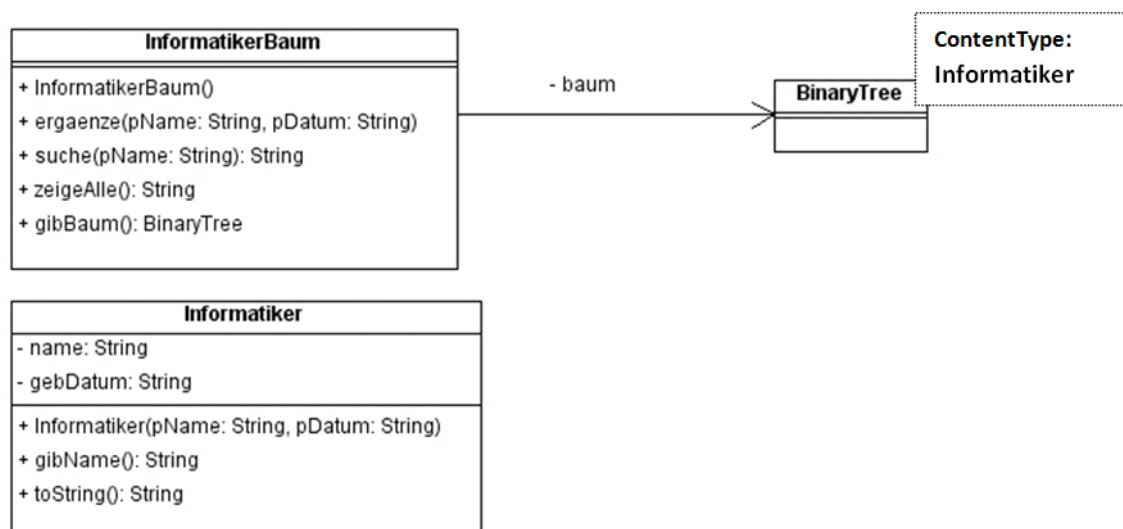 InformatikerBaum
+ InformatikerBaum()
+ ergaenze(pName: String, pDatum: String)
+ suche(pName: String): String
+ zeigeAlle(): String
+ gibBaum(): BinaryTree
- baum
BinaryTree
ContentType:
Informatiker
Informatiker
- name: String
- gebDatum: String
+ Informatiker(pName: String, pDatum: String)
+ gibName(): String
+ toString(): String